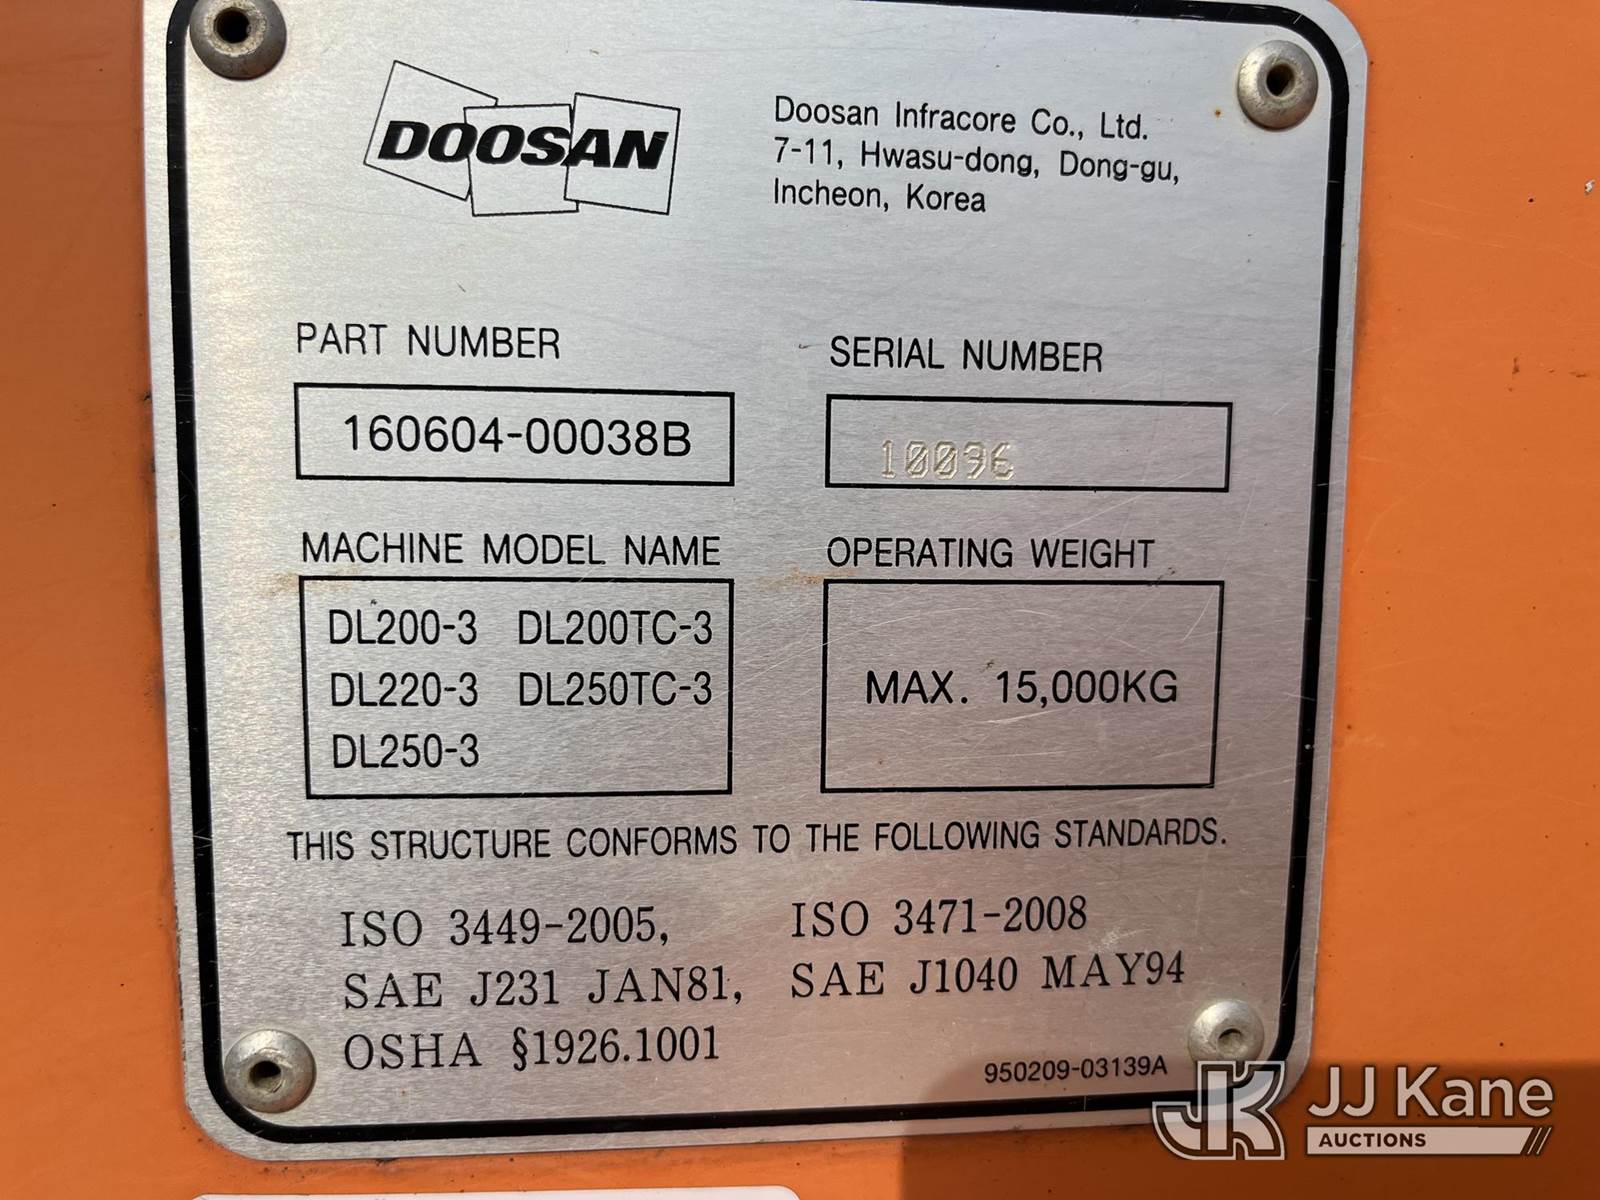 DOOSAN
Doosan Infracore Co., Ltd.
7-11, Hwasu-dong, Dong-gu,
Incheon, Korea
PART NUMBER
160604-00038B
SERIAL NUMBER
10096
MACHINE MODEL NAME
DL200-3 DL200TC-3
DL220-3 DL250TC-3
DL250-3
OPERATING WEIGHT
MAX. 15,000KG
THIS STRUCTURE CONFORMS TO THE FOLLOWING STANDARDS.
ISO 3449-2005, ISO 3471-2008
SAE J231 JAN81, SAE J1040 MAY94
OSHA §1926.1001
950209-03139A
JK JJ Kane
AUCTIONS